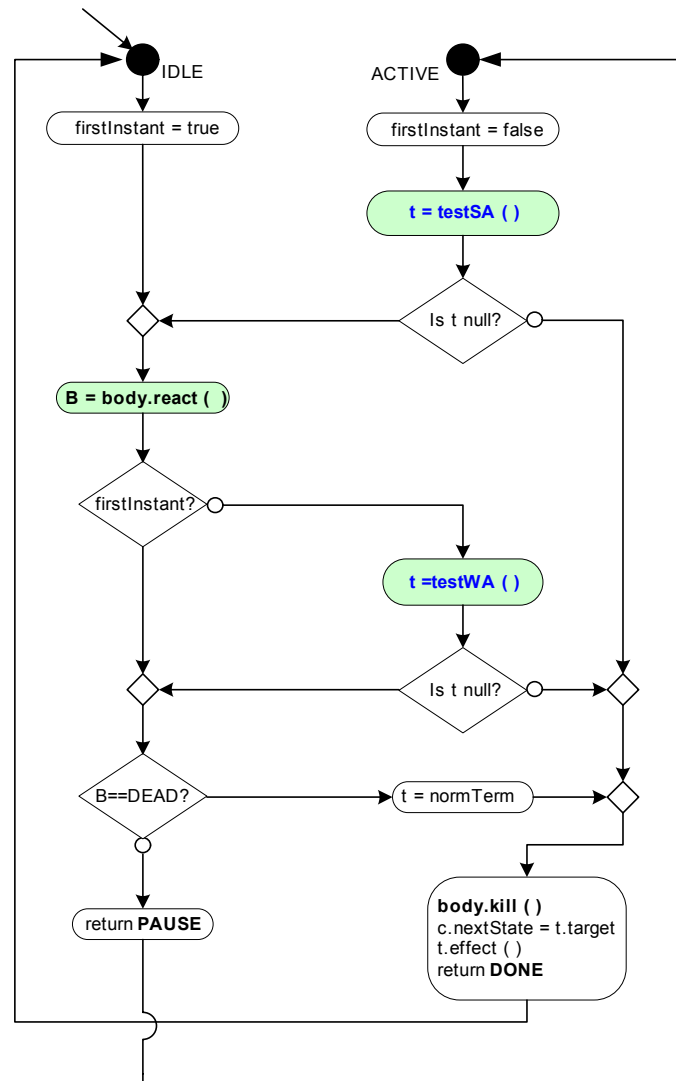 IDLE
ACTIVE
firstInstant = true
firstInstant = false
t = testSA ( )
Is t null?
B = body.react ( )
firstInstant?
t =testWA ( )
Is t null?
B==DEAD?
t = normTerm
return PAUSE
body.kill ( )
c.nextState = t.target
t.effect ( )
return DONE